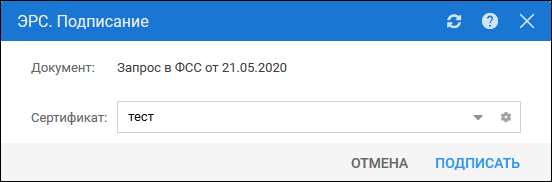 ЭРС. Подписание
Документ: Запрос в ФСС от 21.05.2020
Сертификат: тест
ОТМЕНА ПОДПИСАТЬ